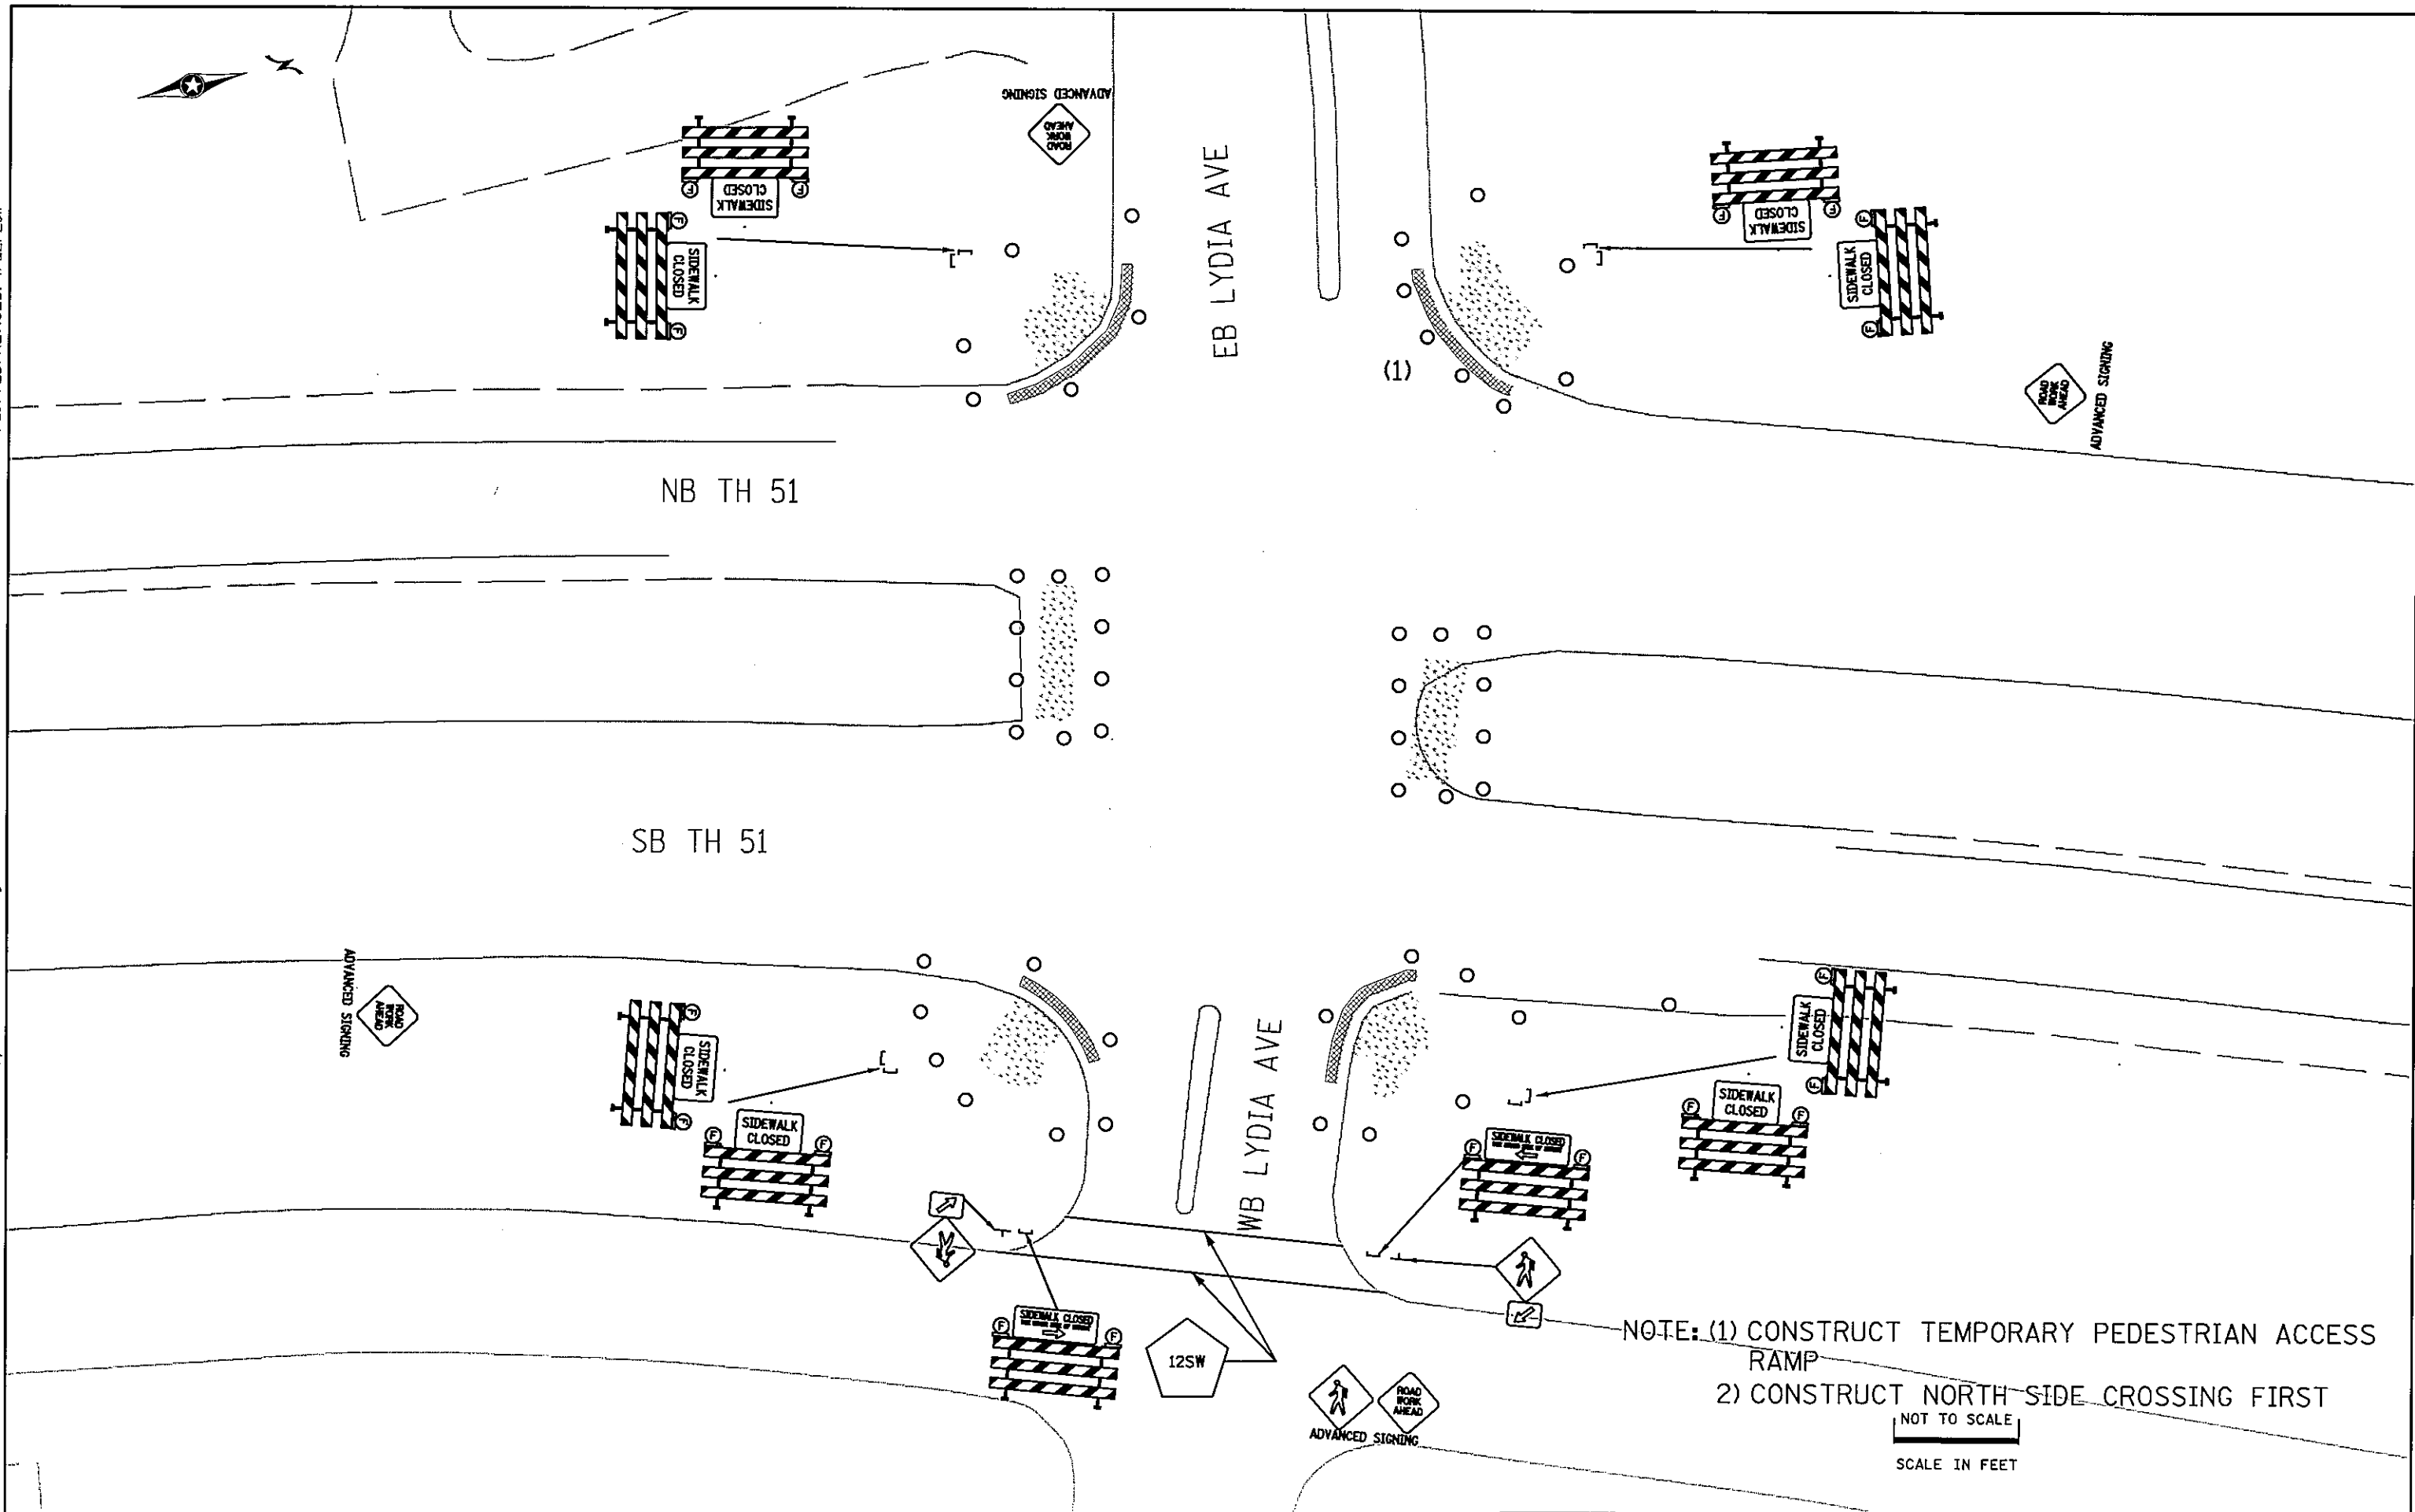 ADVANCED SIGNING
ROAD
WORK
AHEAD
F
F
SIDEWALK
CLOSED
F
F
SIDEWALK
CLOSED
EB LYDIA AVE
F
F
SIDEWALK
CLOSED
F
F
SIDEWALK
CLOSED
ROAD
WORK
AHEAD
ADVANCED SIGNING
(1)
NB TH 51
SB TH 51
ADVANCED SIGNING
ROAD
WORK
AHEAD
F
F
SIDEWALK
CLOSED
SIDEWALK
CLOSED
F
F
WB LYDIA AVE
F
F
SIDEWALK
CLOSED
SIDEWALK
CLOSED
F
F
SIDEWALK CLOSED
F
F
SIDEWALK CLOSED
F
F
12SW
ROAD
WORK
AHEAD
ADVANCED SIGNING
NOTE: (1) CONSTRUCT TEMPORARY PEDESTRIAN ACCESS
RAMP
2) CONSTRUCT NORTH SIDE CROSSING FIRST
NOT TO SCALE
SCALE IN FEET